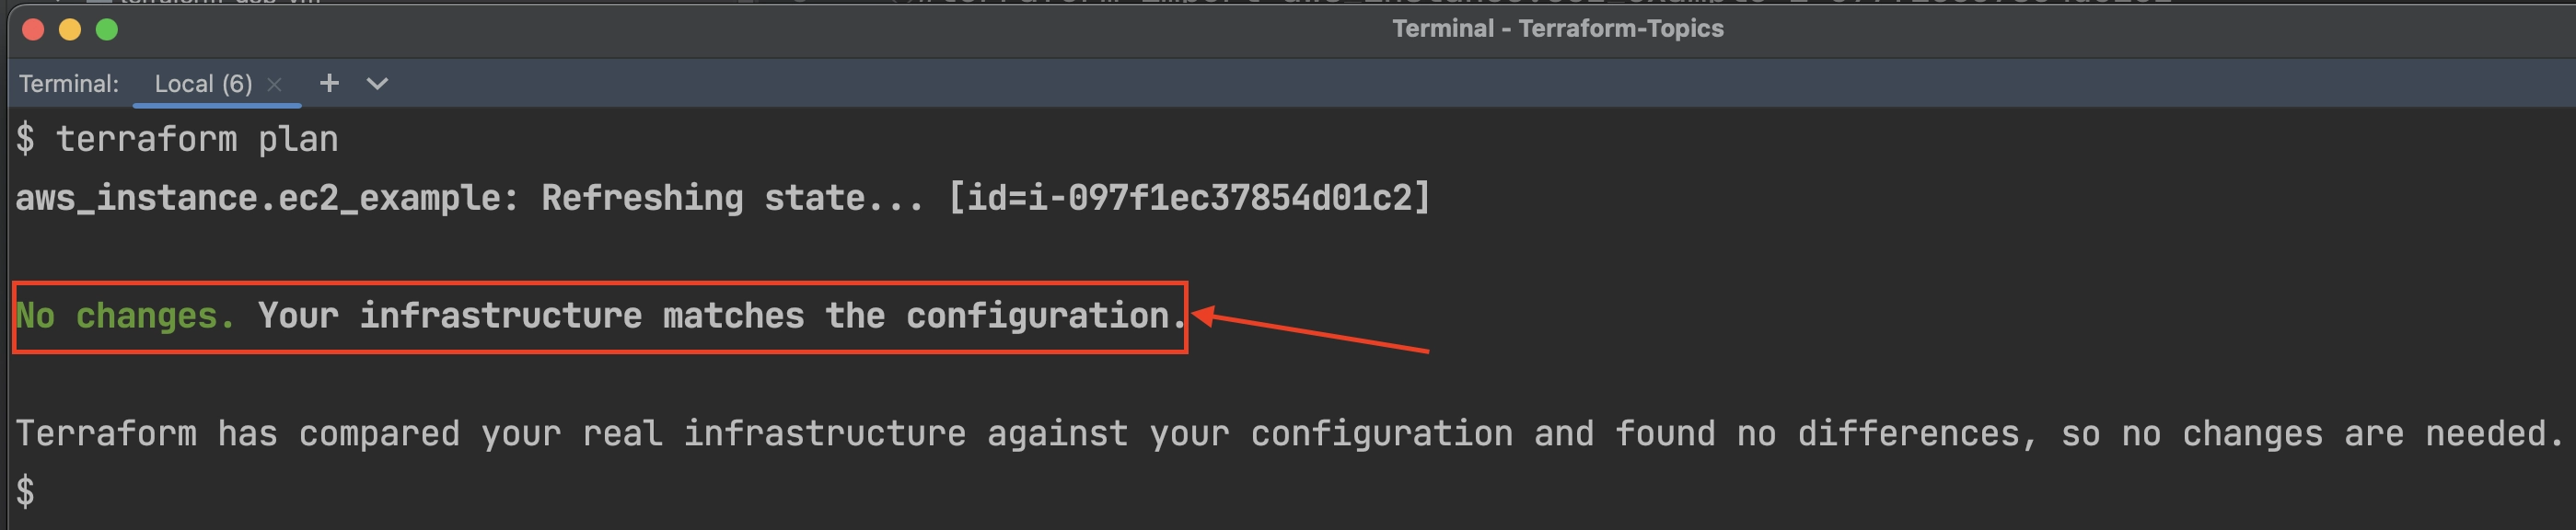 Terminal - Terraform-Topics
Terminal: Local (6) × + 
$ terraform plan
aws_instance.ec2_example: Refreshing state... [id=i-097f1ec37854d01c2]
No changes. Your infrastructure matches the configuration.
Terraform has compared your real infrastructure against your configuration and found no differences, so no changes are needed.
$